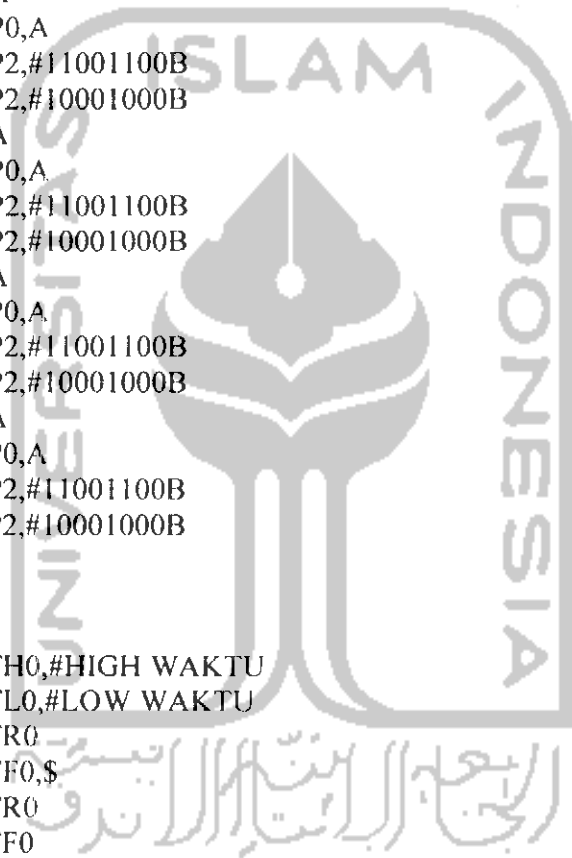 A
P0,A
P2,#11001100B
P2,#10001000B
A
P0,A
P2,#11001100B
P2,#10001000B
A
P0,A
P2,#11001100B
P2,#10001000B
A
P0,A
P2,#11001100B
P2,#10001000B
TH0,#HIGH WAKTU
TL0,#LOW WAKTU
TR0
TF0,$
TR0
TF0
UNIVERSITAS
ISLAM
INDONESIA